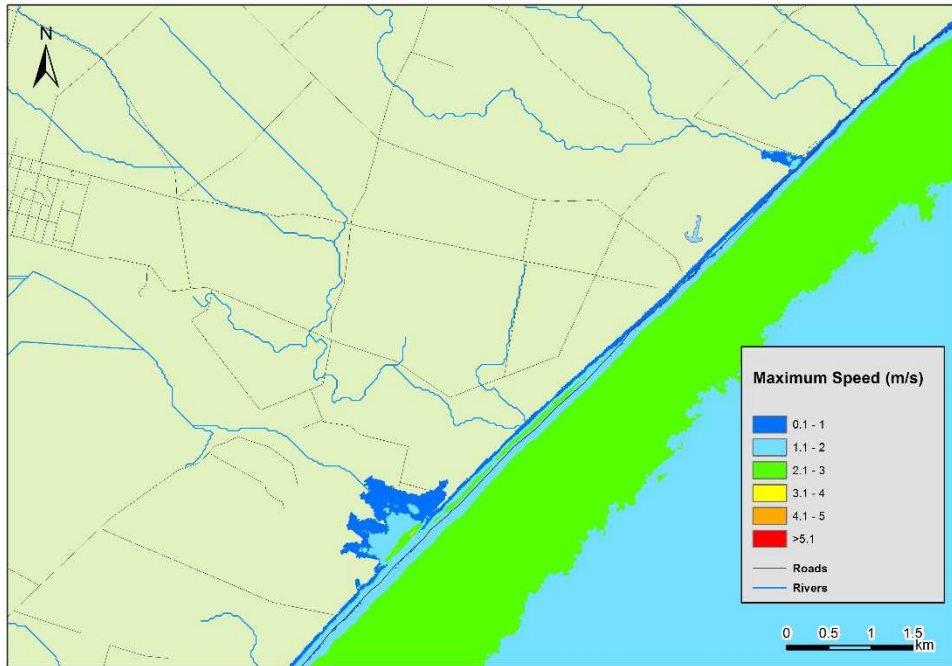 N
Maximum Speed (m/s)
0.1 - 1
1.1 - 2
2.1 - 3
3.1 - 4
4.1 - 5
>5.1
Roads
Rivers
0 0.5 1 1.5
km